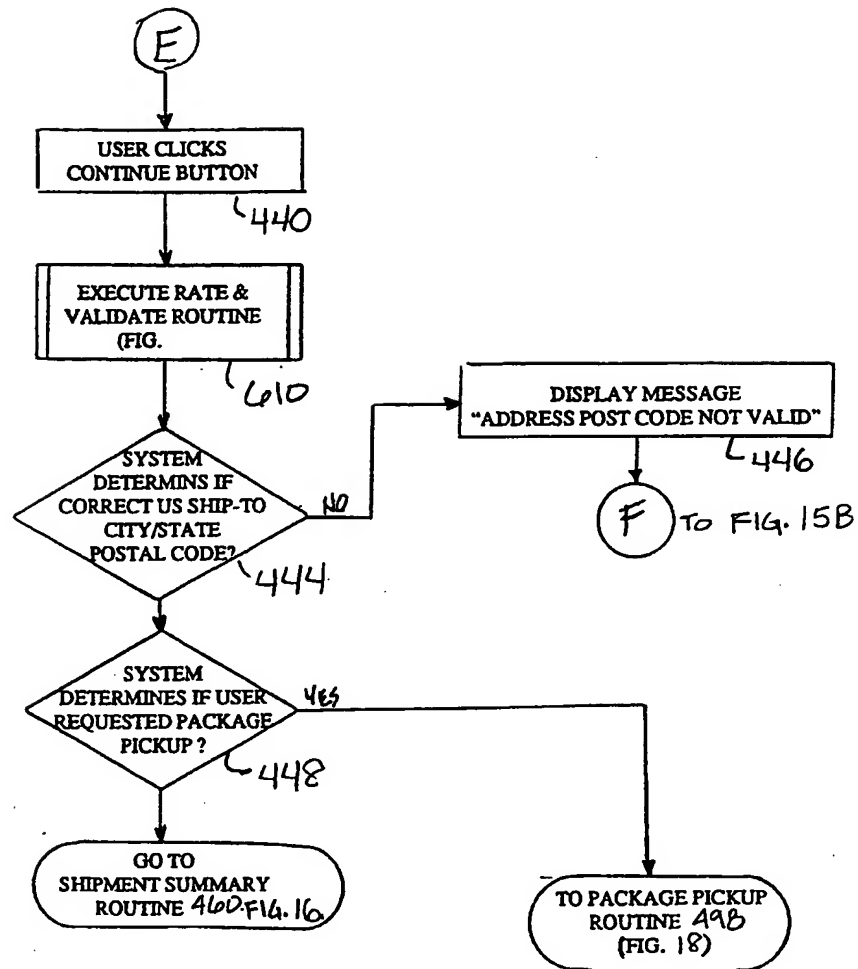 E
USER CLICKS
CONTINUE BUTTON
440
EXECUTE RATE &
VALIDATE ROUTINE
(FIG.
610
SYSTEM
DETERMINS IF
CORRECT US SHIP-TO
CITY/STATE
POSTAL CODE?
444
NO
DISPLAY MESSAGE
"ADDRESS POST CODE NOT VALID"
446
F TO FIG. 15B
SYSTEM
DETERMINES IF USER
REQUESTED PACKAGE
PICKUP ?
448
YES
GO TO
SHIPMENT SUMMARY
ROUTINE 460.FIG.16.
TO PACKAGE PICKUP
ROUTINE 498
(FIG. 18)